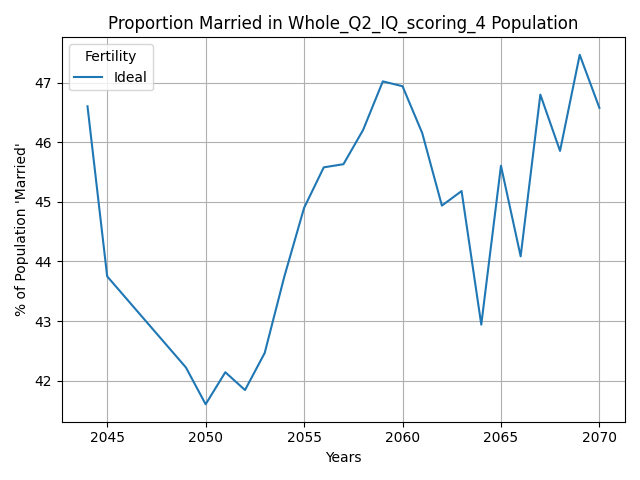 Proportion Married in Whole_Q2_IQ_scoring_4 Population
Fertility
Ideal
% of Population 'Married'
47
46
45
44
43
42
2045 2050 2055 2060 2065 2070
Years